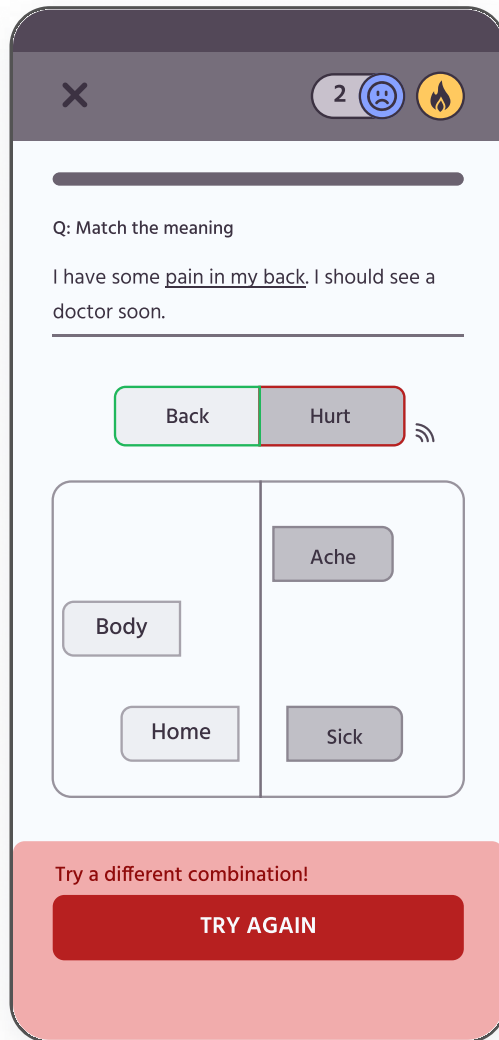 2
Q: Match the meaning
I have some pain in my back. I should see a
doctor soon.
Back Hurt
Ache
Body
Home Sick
Try a different combination!
TRY AGAIN